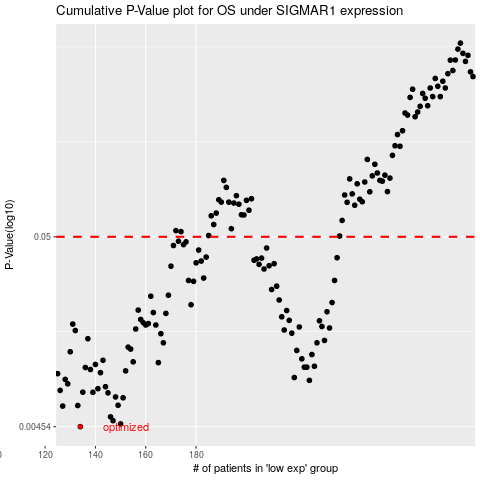 Cumulative P-Value plot for OS under SIGMAR1 expression
P-Value(log10)
0.05
0.00454
optimized
0 120 140 160 180
# of patients in 'low exp' group